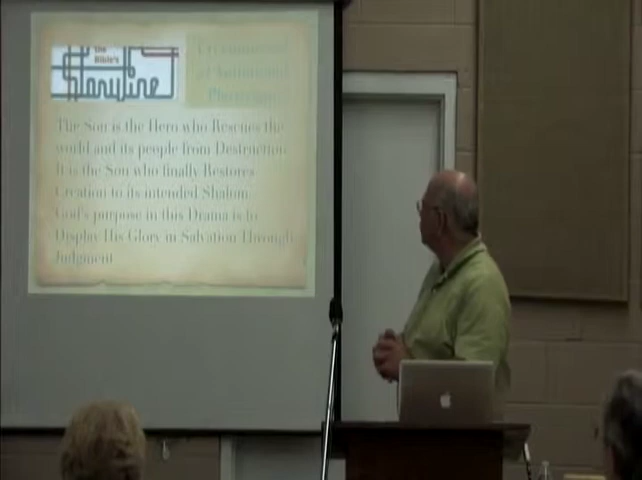 the
Bible's
Storyline
The Son is the Hero who Rescues the
world and its people from Destruction.
It is the Son who finally Restores
Creation to its intended Shalom.
God's purpose in this Drama is to
Display His Glory in Salvation Through
Judgment